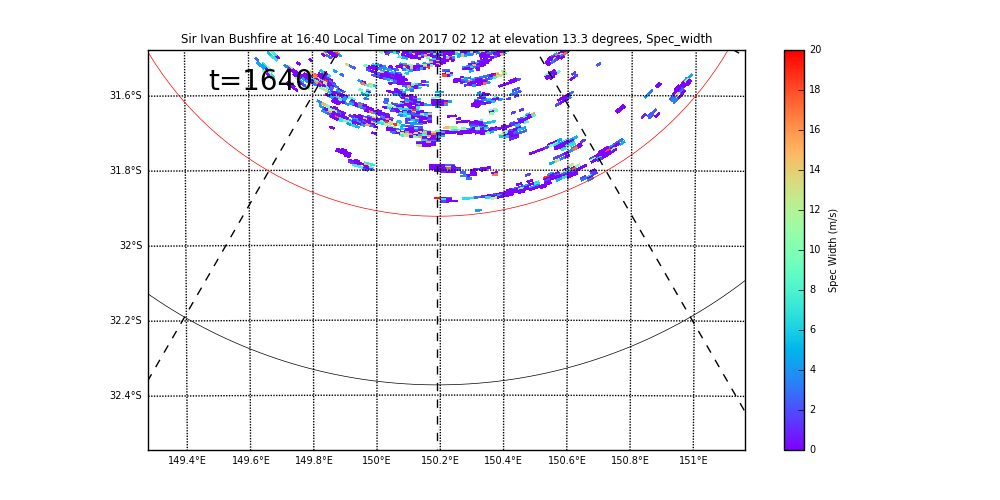 Sir Ivan Bushfire at 16:40 Local Time on 2017 02 12 at elevation 13.3 degrees, Spec_width
t=1640
31.6°S
31.8°S
32°S
32.2°S
32.4°S
149.4°E 149.6°E 149.8°E 150°E 150.2°E 150.4°E 150.6°E 150.8°E 151°E
20
18
16
14
12
10
8
6
4
2
0
Spec Width (m/s)